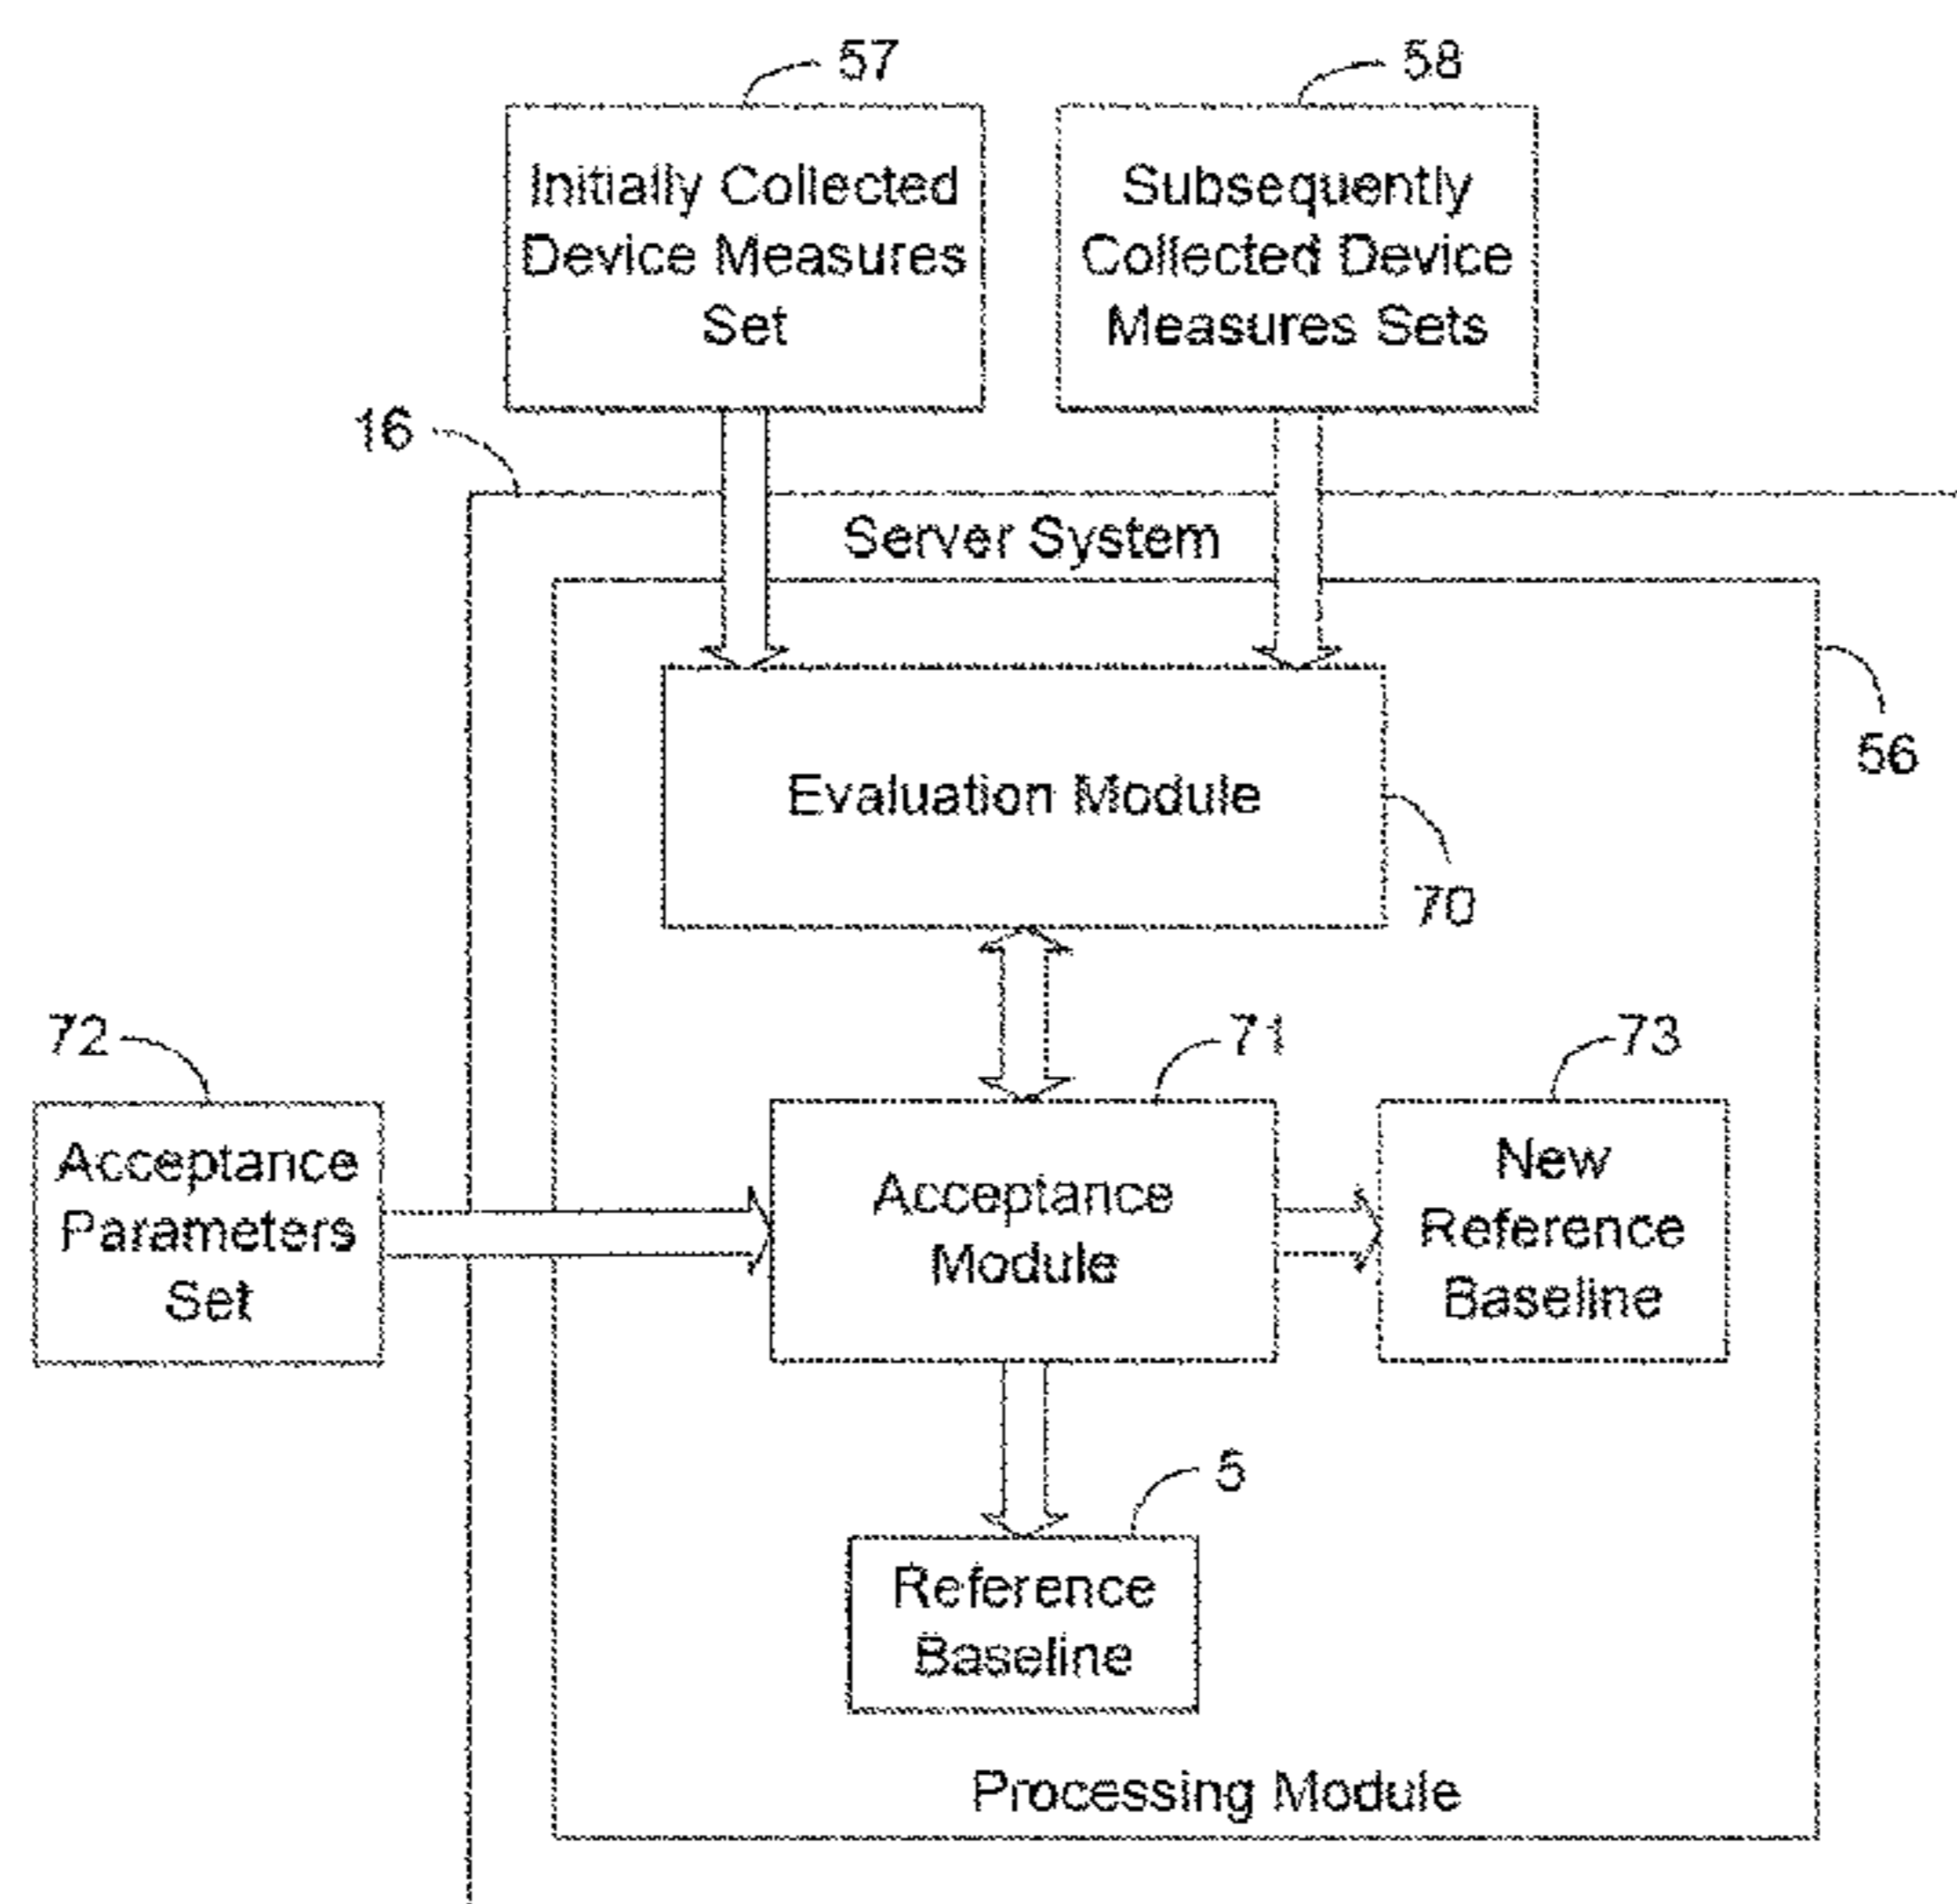 57
58
Initially Collected
Device Measures
Set
Subsequently
Collected Device
Measures Sets
16
Server System
56
Evaluation Module
70
72
71
73
Acceptance
Parameters
Set
Acceptance
Module
New
Reference
Baseline
5
Reference
Baseline
Processing Module